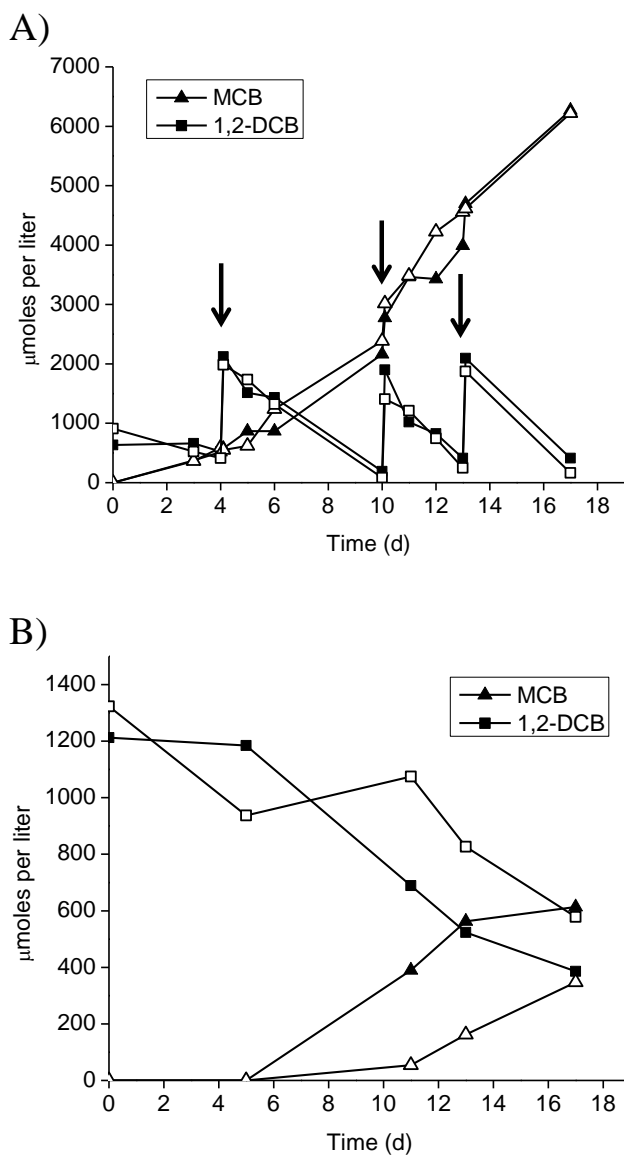 A)
7000
6000
5000
4000
3000
2000
1000
0
μmoles per liter
MCB
1,2-DCB
0 2 4 6 8 10 12 14 16 18
Time (d)
B)
1400
1200
1000
800
600
400
200
0
μmoles per liter
MCB
1,2-DCB
0 2 4 6 8 10 12 14 16 18
Time (d)